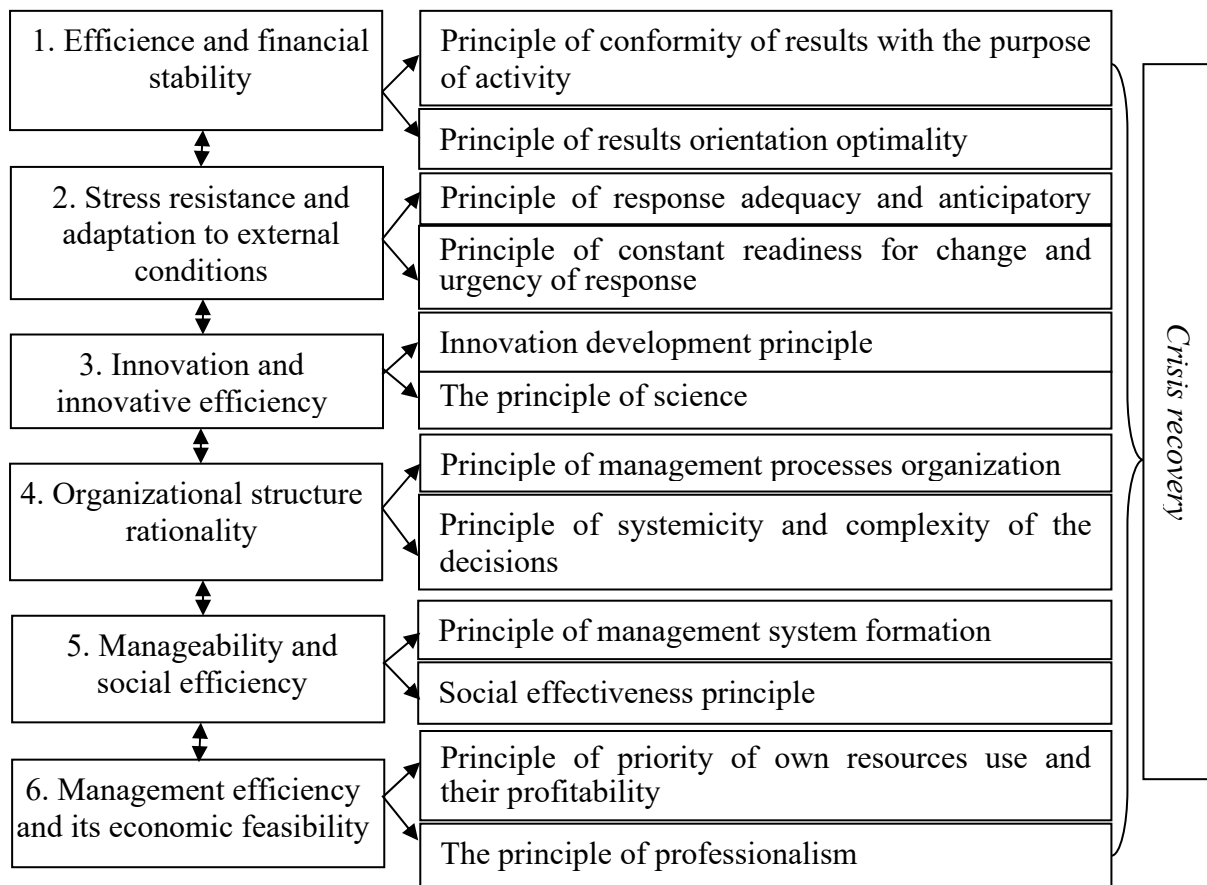 1. Efficience and financial
stability
Principle of conformity of results with the purpose
of activity
Principle of results orientation optimality
2. Stress resistance and
adaptation to external
conditions
Principle of response adequacy and anticipatory
Principle of constant readiness for change and
urgency of response
3. Innovation and
innovative efficiency
Innovation development principle
The principle of science
4. Organizational structure
rationality
Principle of management processes organization
Principle of systemicity and complexity of the
decisions
5. Manageability and
social efficiency
Principle of management system formation
Social effectiveness principle
6. Management efficiency
and its economic feasibility
Principle of priority of own resources use and
their profitability
The principle of professionalism
Crisis recovery